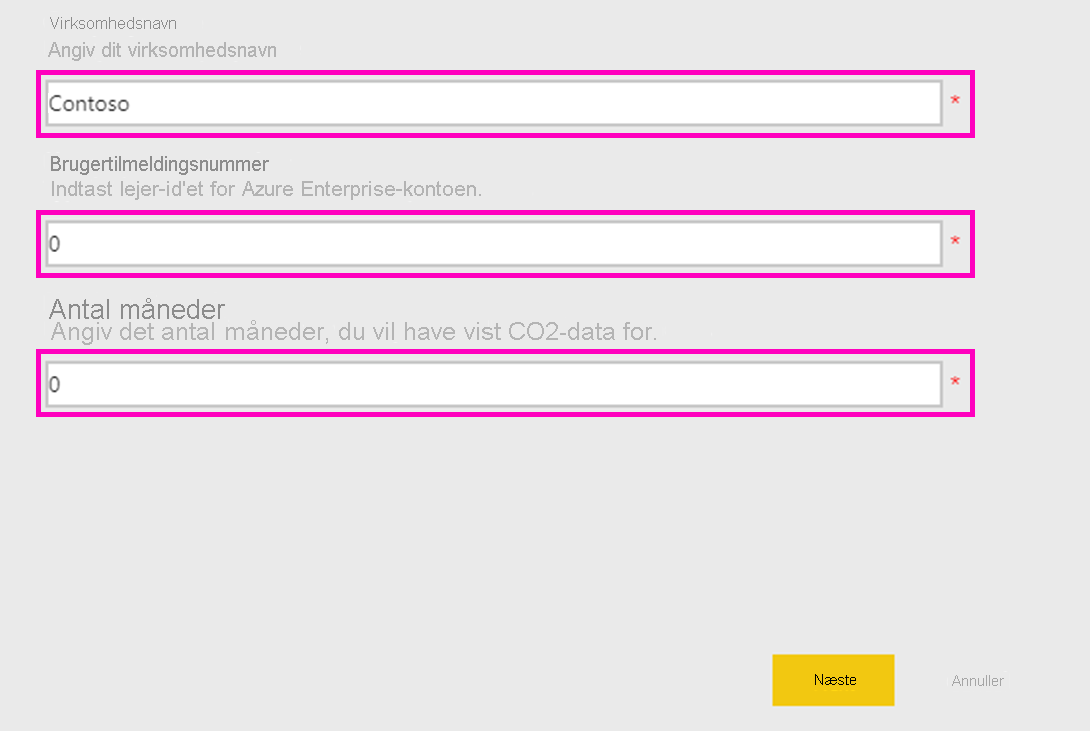 Virksomhedsnavn
Angiv dit virksomhedsnavn
Contoso *
Brugertilmeldingsnummer
Indtast lejer-id'et for Azure Enterprise-kontoen.
0 *
Antal måneder
Angiv det antal måneder, du vil have vist CO2-data for.
0 *
Næste Annuller